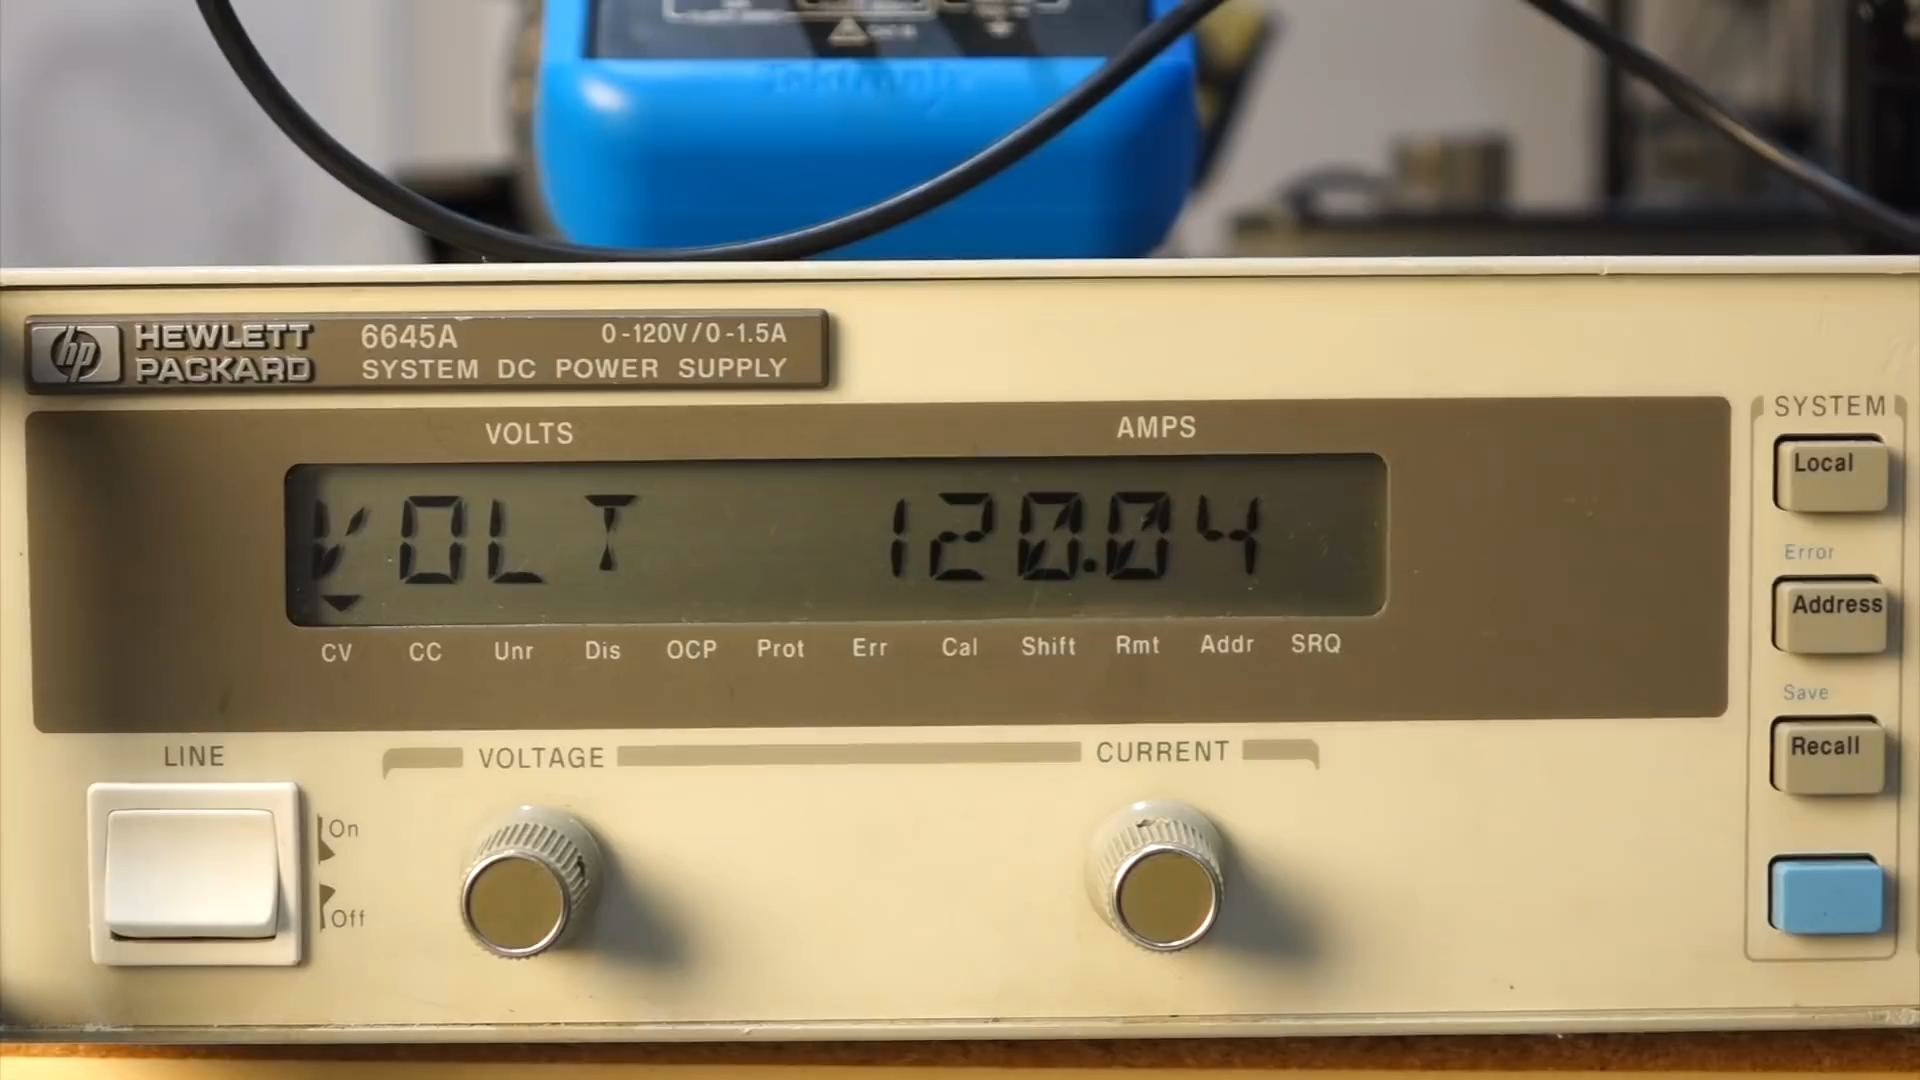 Tektronix
hp HEWLETT PACKARD
6645A 0-120V/0-1.5A
SYSTEM DC POWER SUPPLY
VOLTS AMPS
VOLT 120.04
CV CC Unr Dis OCP Prot Err Cal Shift Rmt Addr SRQ
SYSTEM
Local
Error
Address
Save
Recall
LINE
On
Off
VOLTAGE CURRENT